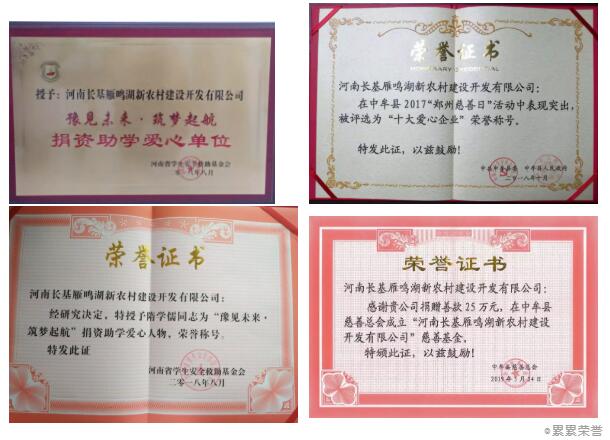 授予：河南长基雁鸣湖新农村建设开发有限公司
豫见未来·筑梦起航
捐资助学爱心单位
河南省学生安全救助基金会
二〇一八年八月
荣誉证书
HONORARY CREDENTIAL
河南长基雁鸣湖新农村建设开发有限公司：
在中牟县2017“郑州慈善日”活动中表现突出，
被评选为“十大爱心企业”荣誉称号。
特发此证，以兹鼓励！
中共中牟县委 中牟县人民政府
二〇一八年十月
荣誉证书
河南长基雁鸣湖新农村建设开发有限公司：
经研究决定，特授予隋学儒同志为“豫见未来·
筑梦起航”捐资助学爱心人物，荣誉称号。
特发此证
河南省学生安全救助基金会
二〇一八年八月
荣誉证书
河南长基雁鸣湖新农村建设开发有限公司：
感谢贵公司捐赠善款25万元，在中牟县
慈善总会成立“河南长基雁鸣湖新农村建设
开发有限公司”慈善基金，
特颁此证，以兹鼓励！
中牟县慈善总会
©累累荣誉